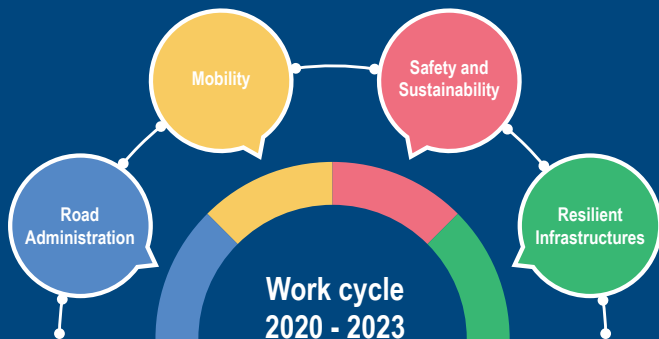 Mobility
Safety and
Sustainability
Road
Administration
Resilient
Infrastructures
Work cycle
2020 - 2023